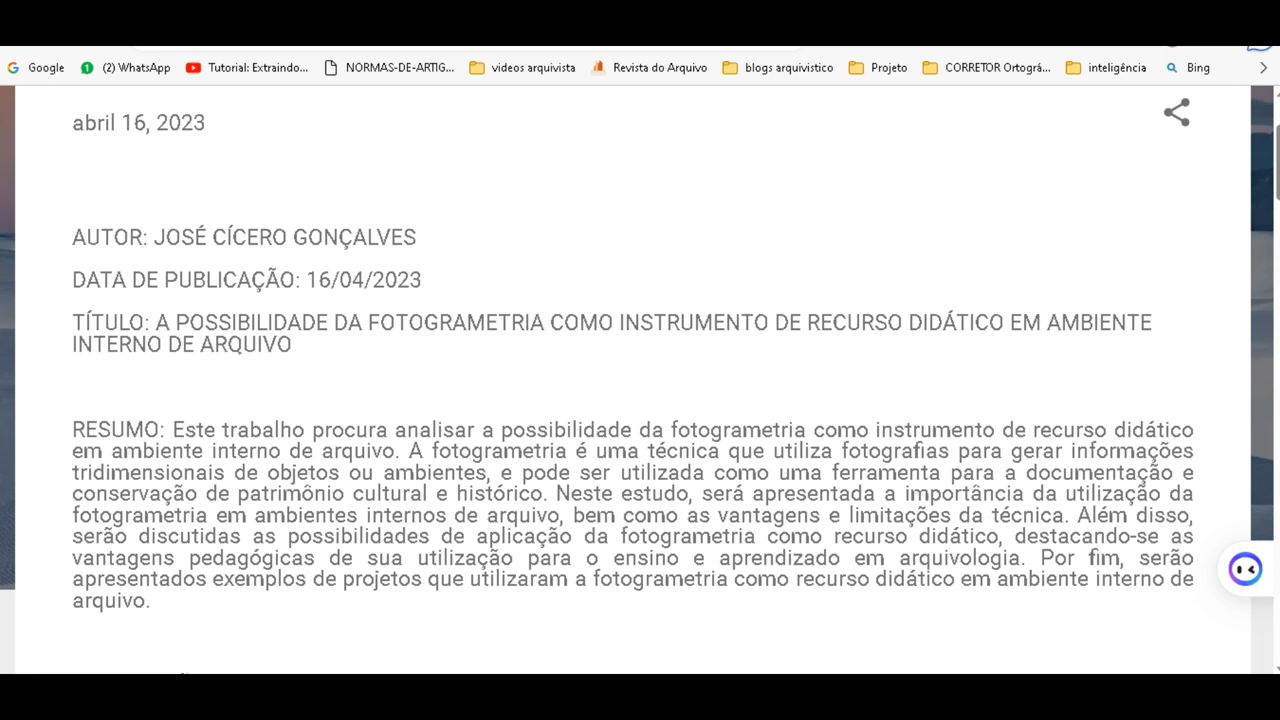 Google (2) WhatsApp Tutorial: Extraindo... NORMAS-DE-ARTIG... videos arquivista Revista do Arquivo blogs arquivistico Projeto CORRETOR Ortográ... inteligência Bing
abril 16, 2023
AUTOR: JOSÉ CÍCERO GONÇALVES
DATA DE PUBLICAÇÃO: 16/04/2023
TÍTULO: A POSSIBILIDADE DA FOTOGRAMETRIA COMO INSTRUMENTO DE RECURSO DIDÁTICO EM AMBIENTE
INTERNO DE ARQUIVO
RESUMO: Este trabalho procura analisar a possibilidade da fotogrametria como instrumento de recurso didático
em ambiente interno de arquivo. A fotogrametria é uma técnica que utiliza fotografias para gerar informações
tridimensionais de objetos ou ambientes, e pode ser utilizada como uma ferramenta para a documentação e
conservação de patrimônio cultural e histórico. Neste estudo, será apresentada a importância da utilização da
fotogrametria em ambientes internos de arquivo, bem como as vantagens e limitações da técnica. Além disso,
serão discutidas as possibilidades de aplicação da fotogrametria como recurso didático, destacando-se as
vantagens pedagógicas de sua utilização para o ensino e aprendizado em arquivologia. Por fim, serão
apresentados exemplos de projetos que utilizaram a fotogrametria como recurso didático em ambiente interno de
arquivo.